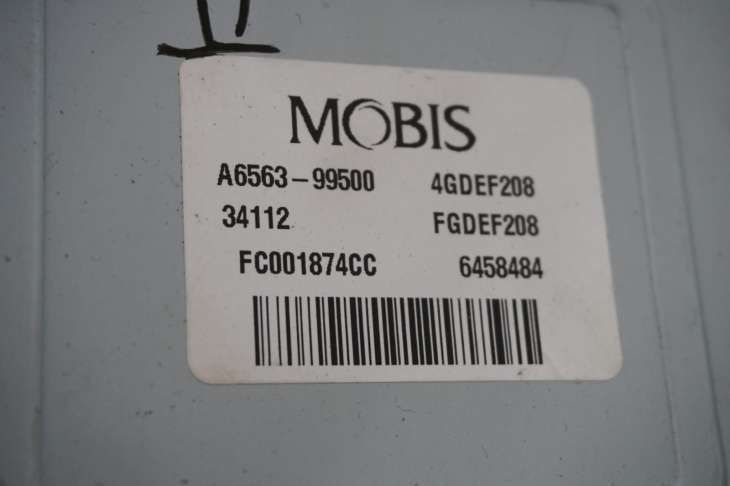 MOBIS
A6563-99500 4GDEF208
34112 FGDEF208
FC001874CC 6458484